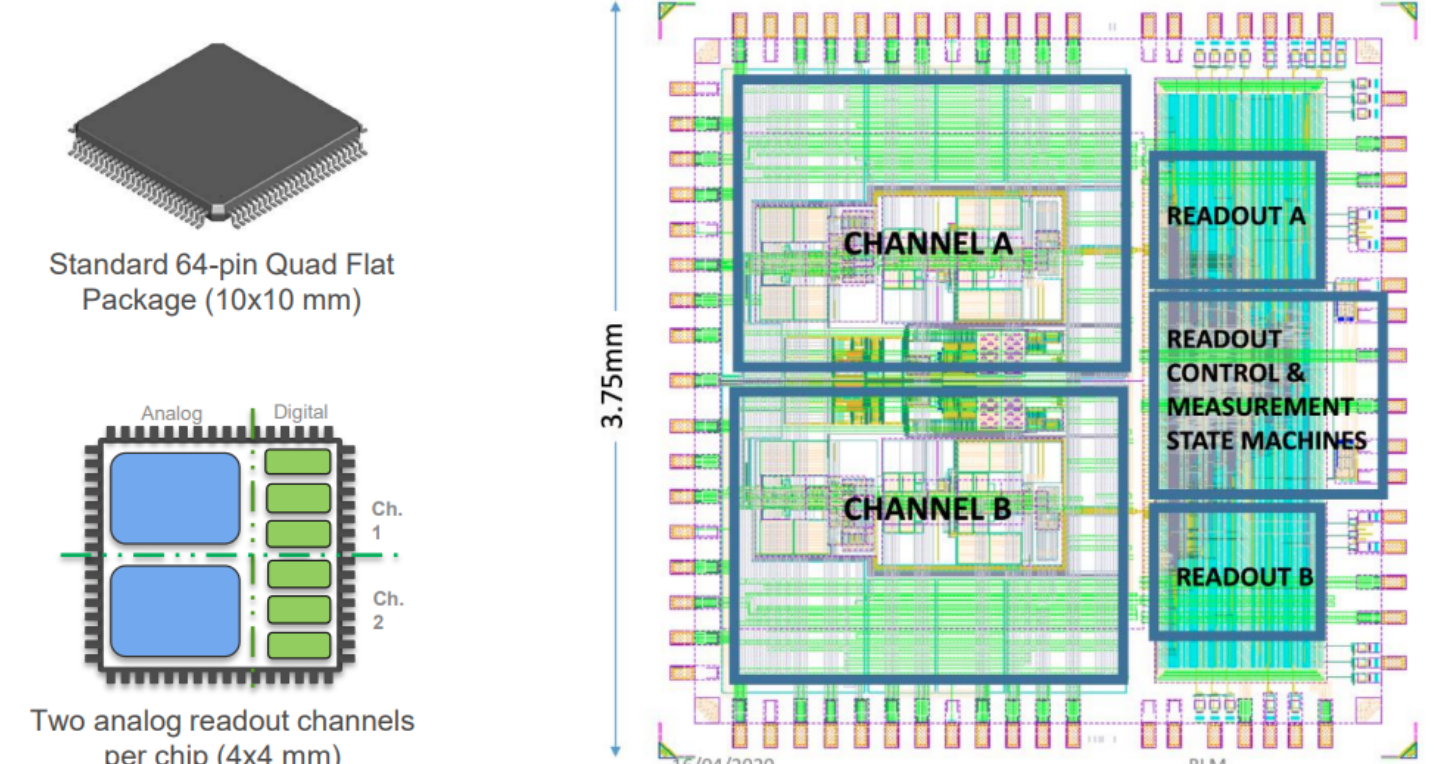 Standard 64-pin Quad Flat
Package (10x10 mm)
Analog
Digital
Ch.
1
Ch.
2
Two analog readout channels
per chip (4x4 mm)
3.75mm
CHANNEL A
CHANNEL B
READOUT A
READOUT
CONTROL &
MEASUREMENT
STATE MACHINES
READOUT B